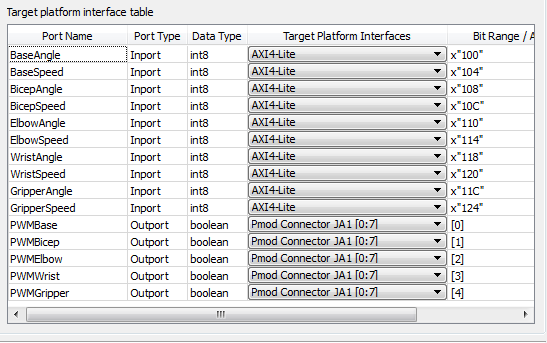 Target platform interface table
Port Name Port Type Data Type Target Platform Interfaces Bit Range / A
BaseAngle Inport int8 AXI4-Lite x"100"
BaseSpeed Inport int8 AXI4-Lite x"104"
BicepAngle Inport int8 AXI4-Lite x"108"
BicepSpeed Inport int8 AXI4-Lite x"10C"
ElbowAngle Inport int8 AXI4-Lite x"110"
ElbowSpeed Inport int8 AXI4-Lite x"114"
WristAngle Inport int8 AXI4-Lite x"118"
WristSpeed Inport int8 AXI4-Lite x"120"
GripperAngle Inport int8 AXI4-Lite x"11C"
GripperSpeed Inport int8 AXI4-Lite x"124"
PWMBase Outport boolean Pmod Connector JA1 [0:7] [0]
PWMBicep Outport boolean Pmod Connector JA1 [0:7] [1]
PWMElbow Outport boolean Pmod Connector JA1 [0:7] [2]
PWMWrist Outport boolean Pmod Connector JA1 [0:7] [3]
PWMGripper Outport boolean Pmod Connector JA1 [0:7] [4]